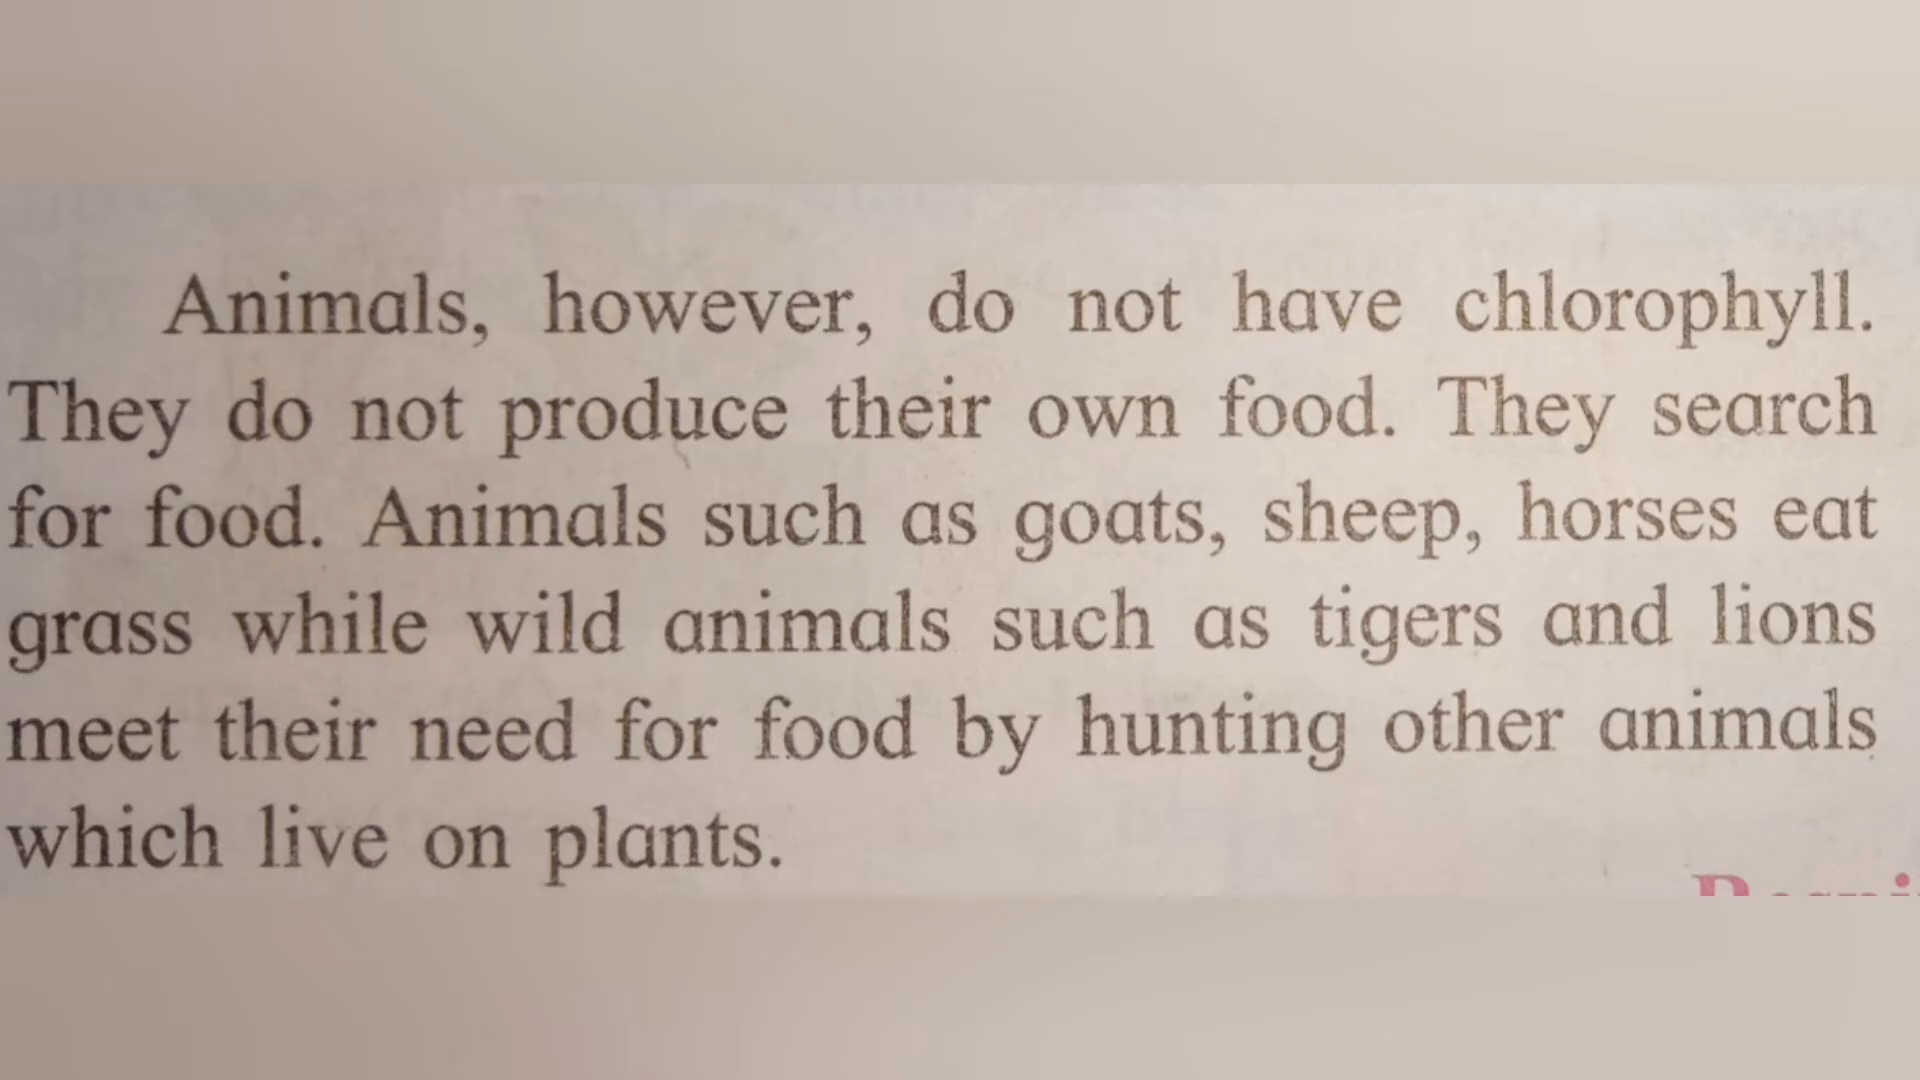 Animals, however, do not have chlorophyll.
They do not produce their own food. They search
for food. Animals such as goats, sheep, horses eat
grass while wild animals such as tigers and lions
meet their need for food by hunting other animals
which live on plants.